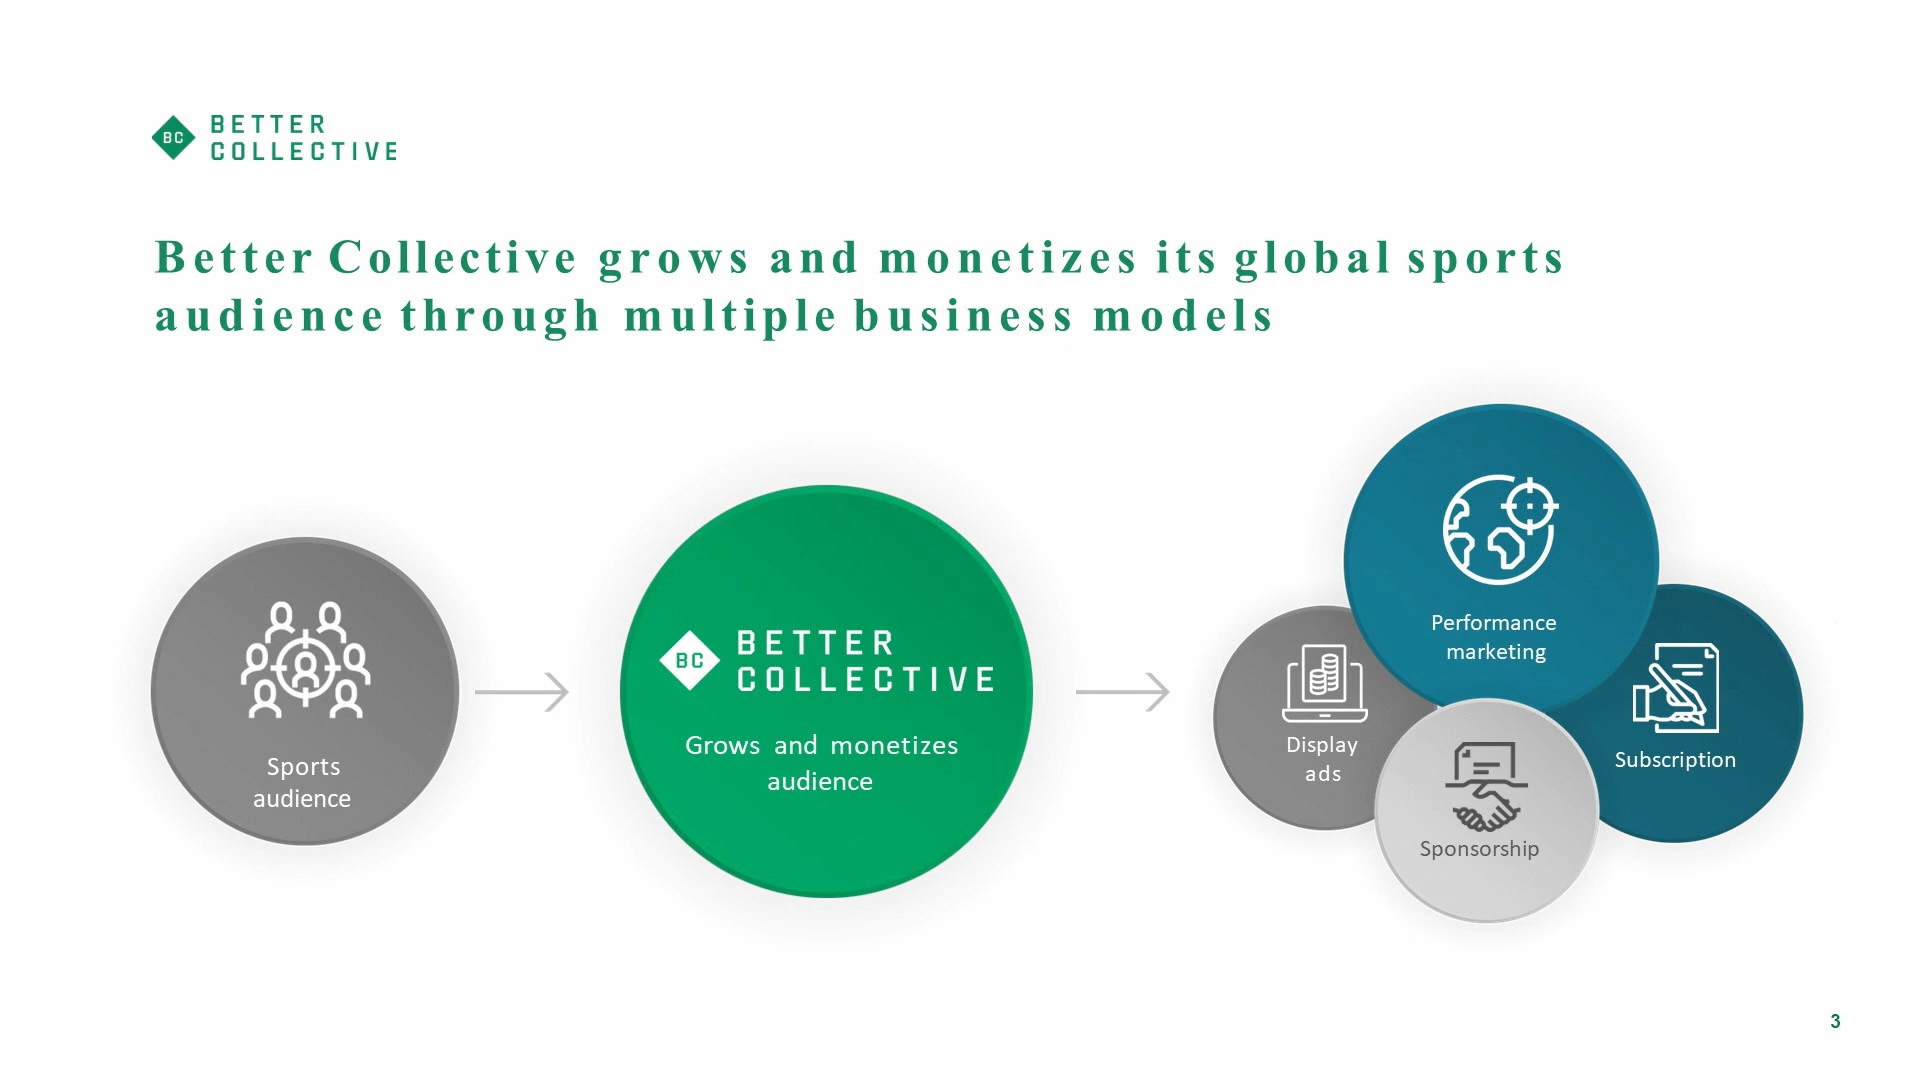 BC
BETTER
COLLECTIVE
Better Collective grows and monetizes its global sports
audience through multiple business models
Sports
audience
BC
BETTER
COLLECTIVE
Grows and monetizes
audience
Performance
marketing
Display
ads
Subscription
Sponsorship
3